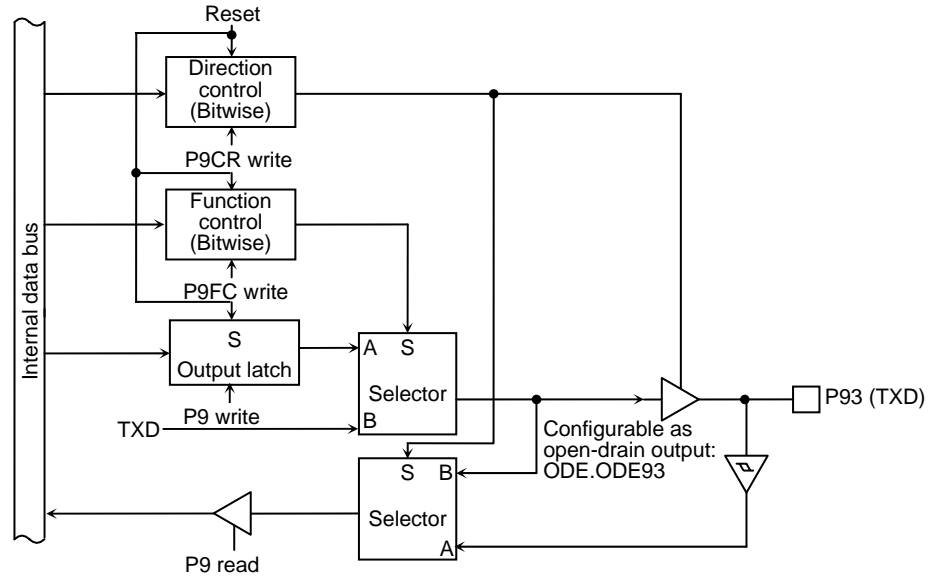 Reset
Direction
control
(Bitwise)
P9CR write
Function
control
(Bitwise)
Internal data bus
P9FC write
S
Output latch
A
S
Selector
B
P9 write
TXD
P93 (TXD)
Configurable as
open-drain output:
ODE.ODE93
S
B
Selector
A
P9 read